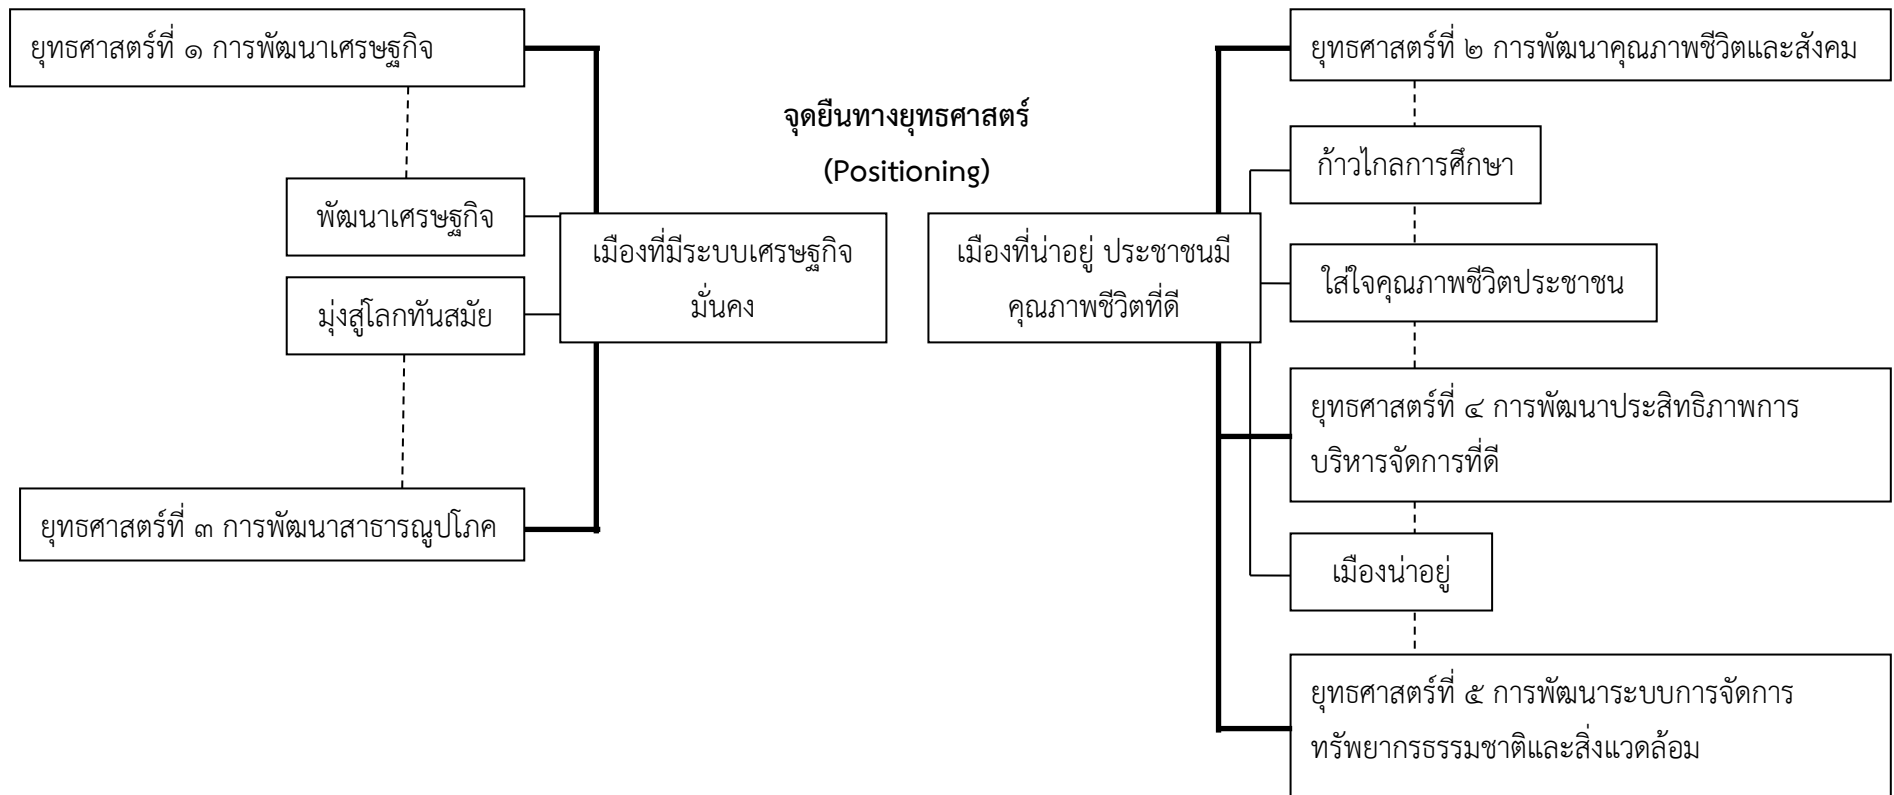 ยุทธศาสตร์ที่ ๑ การพัฒนาเศรษฐกิจ
พัฒนาเศรษฐกิจ
มุ่งสู่โลกทันสมัย
ยุทธศาสตร์ที่ ๓ การพัฒนาสาธารณูปโภค
จุดยืนทางยุทธศาสตร์
(Positioning)
เมืองที่มีระบบเศรษฐกิจ
มั่นคง
เมืองที่น่าอยู่ ประชาชนมี
คุณภาพชีวิตที่ดี
ยุทธศาสตร์ที่ ๒ การพัฒนาคุณภาพชีวิตและสังคม
ก้าวไกลการศึกษา
ใส่ใจคุณภาพชีวิตประชาชน
ยุทธศาสตร์ที่ ๔ การพัฒนาประสิทธิภาพการ
บริหารจัดการที่ดี
เมืองน่าอยู่
ยุทธศาสตร์ที่ ๕ การพัฒนาระบบการจัดการ
ทรัพยากรธรรมชาติและสิ่งแวดล้อม